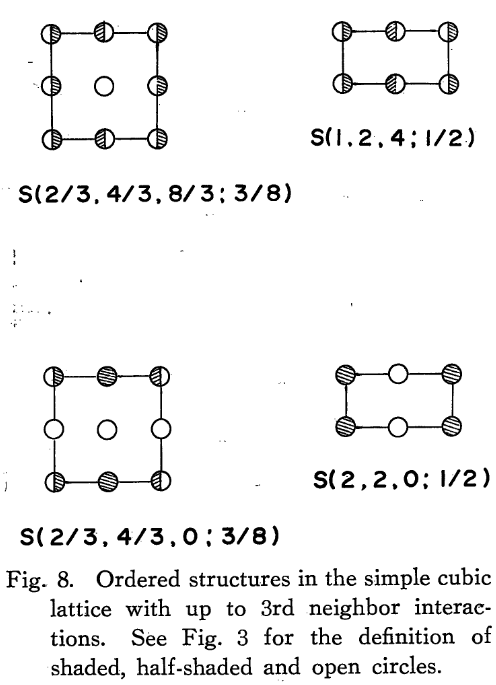 S(1,2,4;1/2)
S(2/3,4/3,8/3;3/8)
S(2,2,0;1/2)
S(2/3,4/3,0;3/8)
Fig. 8. Ordered structures in the simple cubic
lattice with up to 3rd neighbor interac-
tions. See Fig. 3 for the definition of
shaded, half-shaded and open circles.